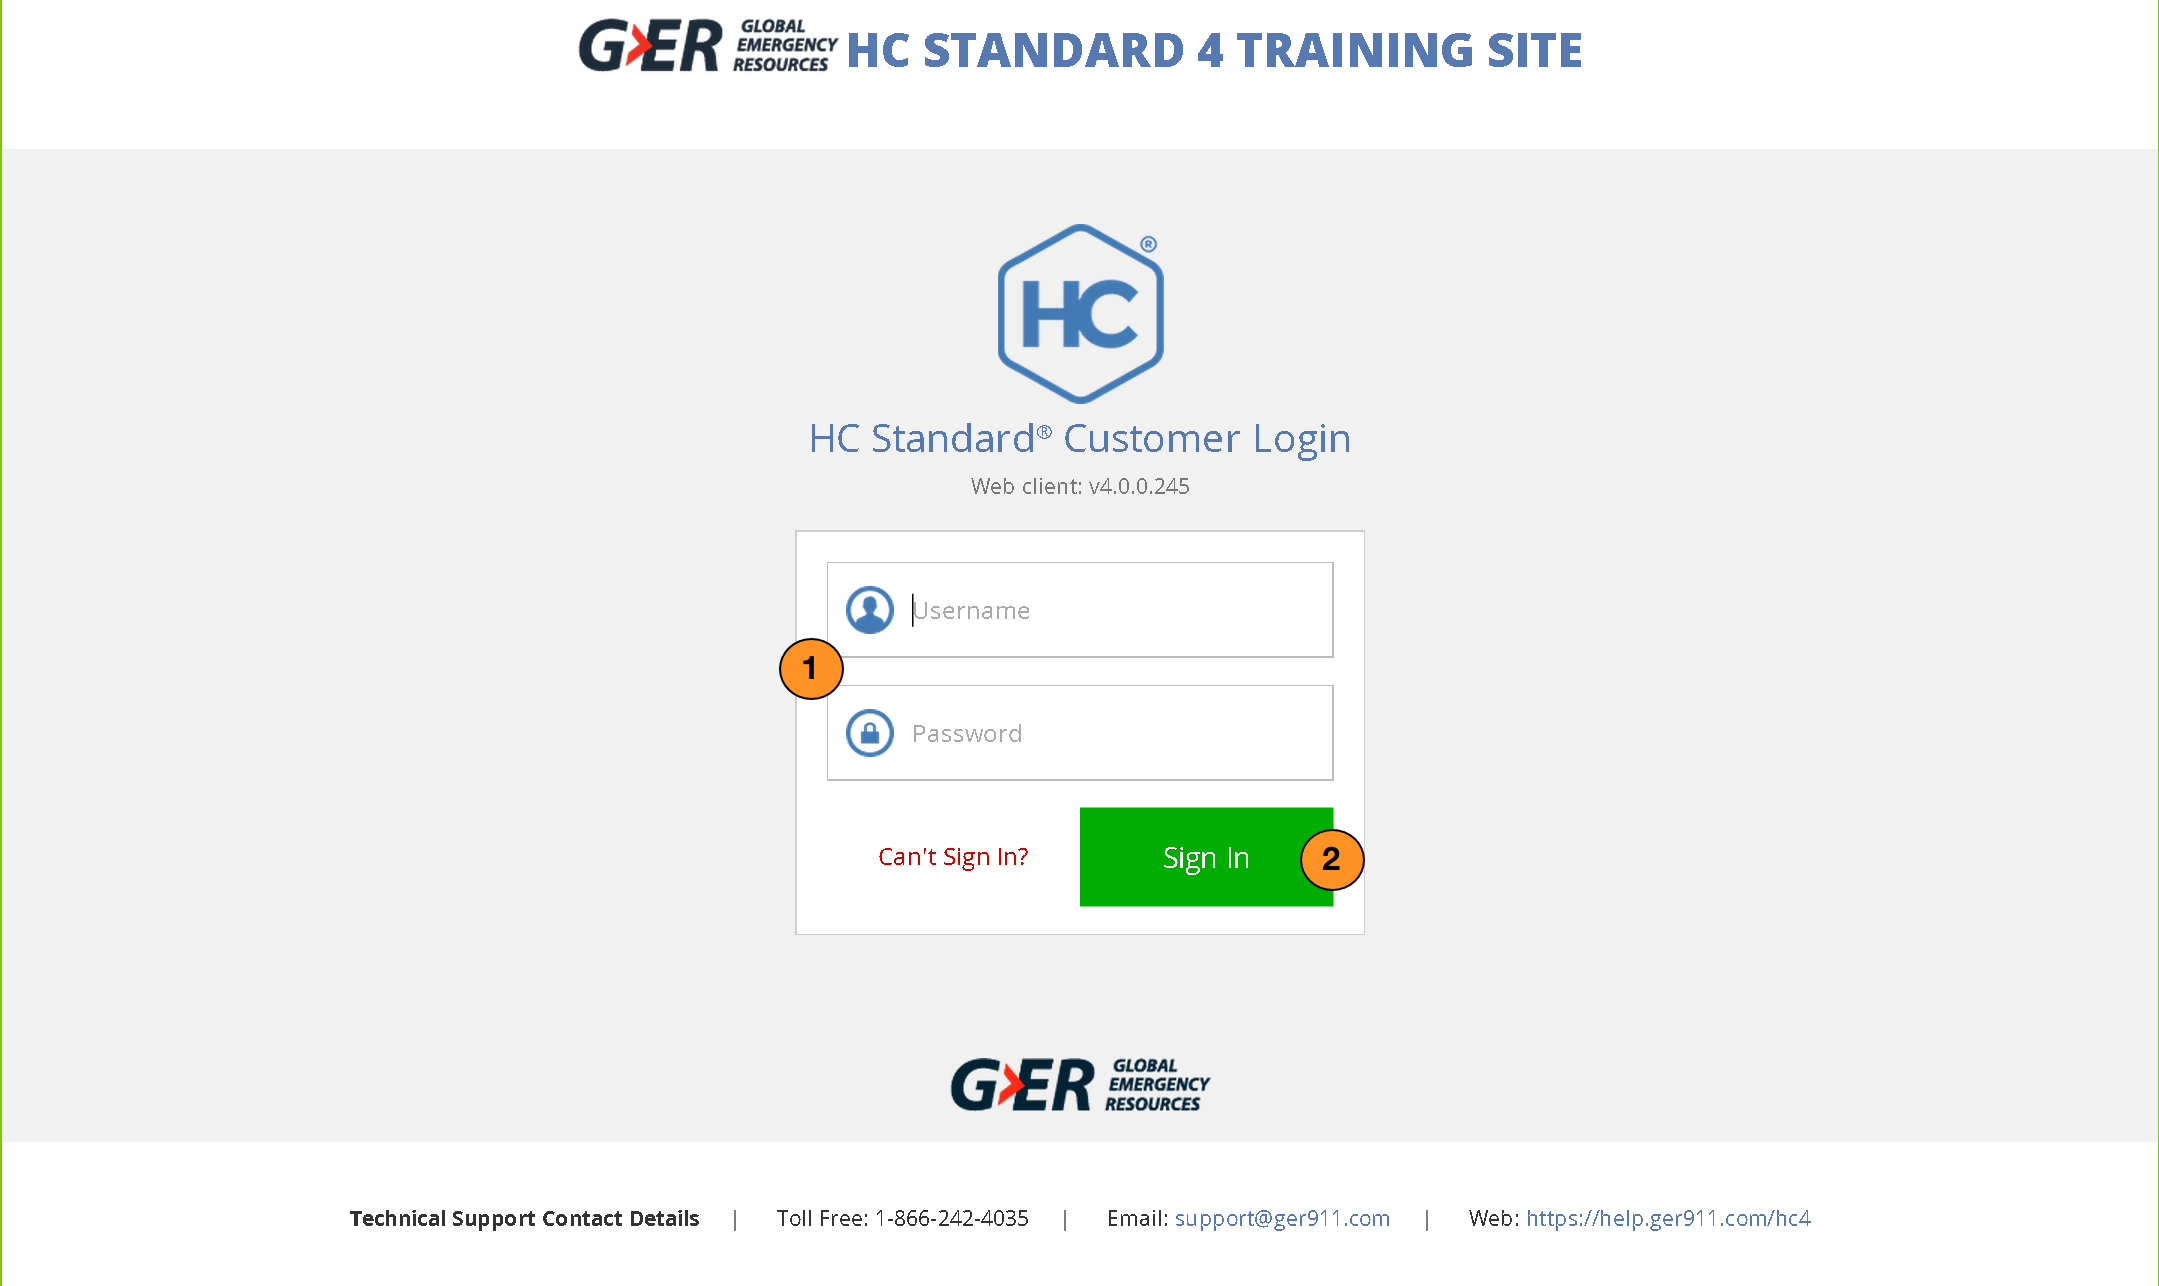 GER GLOBAL EMERGENCY RESOURCES HC STANDARD 4 TRAINING SITE
HC®
HC Standard® Customer Login
Web client: v4.0.0.245
Username
1
Password
Can't Sign In?
Sign In
2
GER GLOBAL EMERGENCY RESOURCES
Technical Support Contact Details | Toll Free: 1-866-242-4035 | Email: support@ger911.com | Web: https://help.ger911.com/hc4